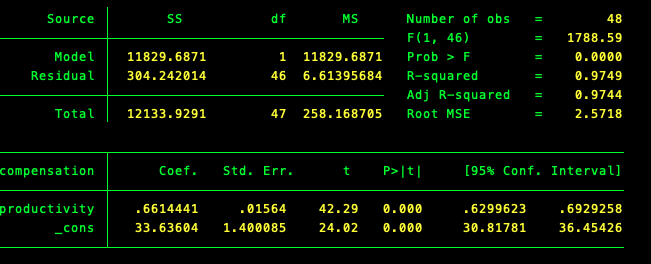 Source SS df MS Number of obs = 48
F(1, 46) = 1788.59
Model 11829.6871 1 11829.6871 Prob > F = 0.0000
Residual 304.242014 46 6.61395684 R-squared = 0.9749
Adj R-squared = 0.9744
Total 12133.9291 47 258.168705 Root MSE = 2.5718
compensation Coef. Std. Err. t P>|t| [95% Conf. Interval]
productivity .6614441 .01564 42.29 0.000 .6299623 .6929258
_cons 33.63604 1.400085 24.02 0.000 30.81781 36.45426